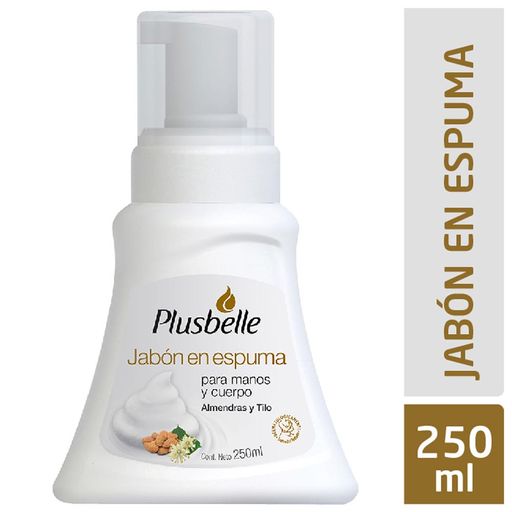 Plusbelle
Jabón en espuma
para manos
y cuerpo
Almendras y Tilo
Cont. Neto 250ml
JABÓN EN ESPUMA
250
ml